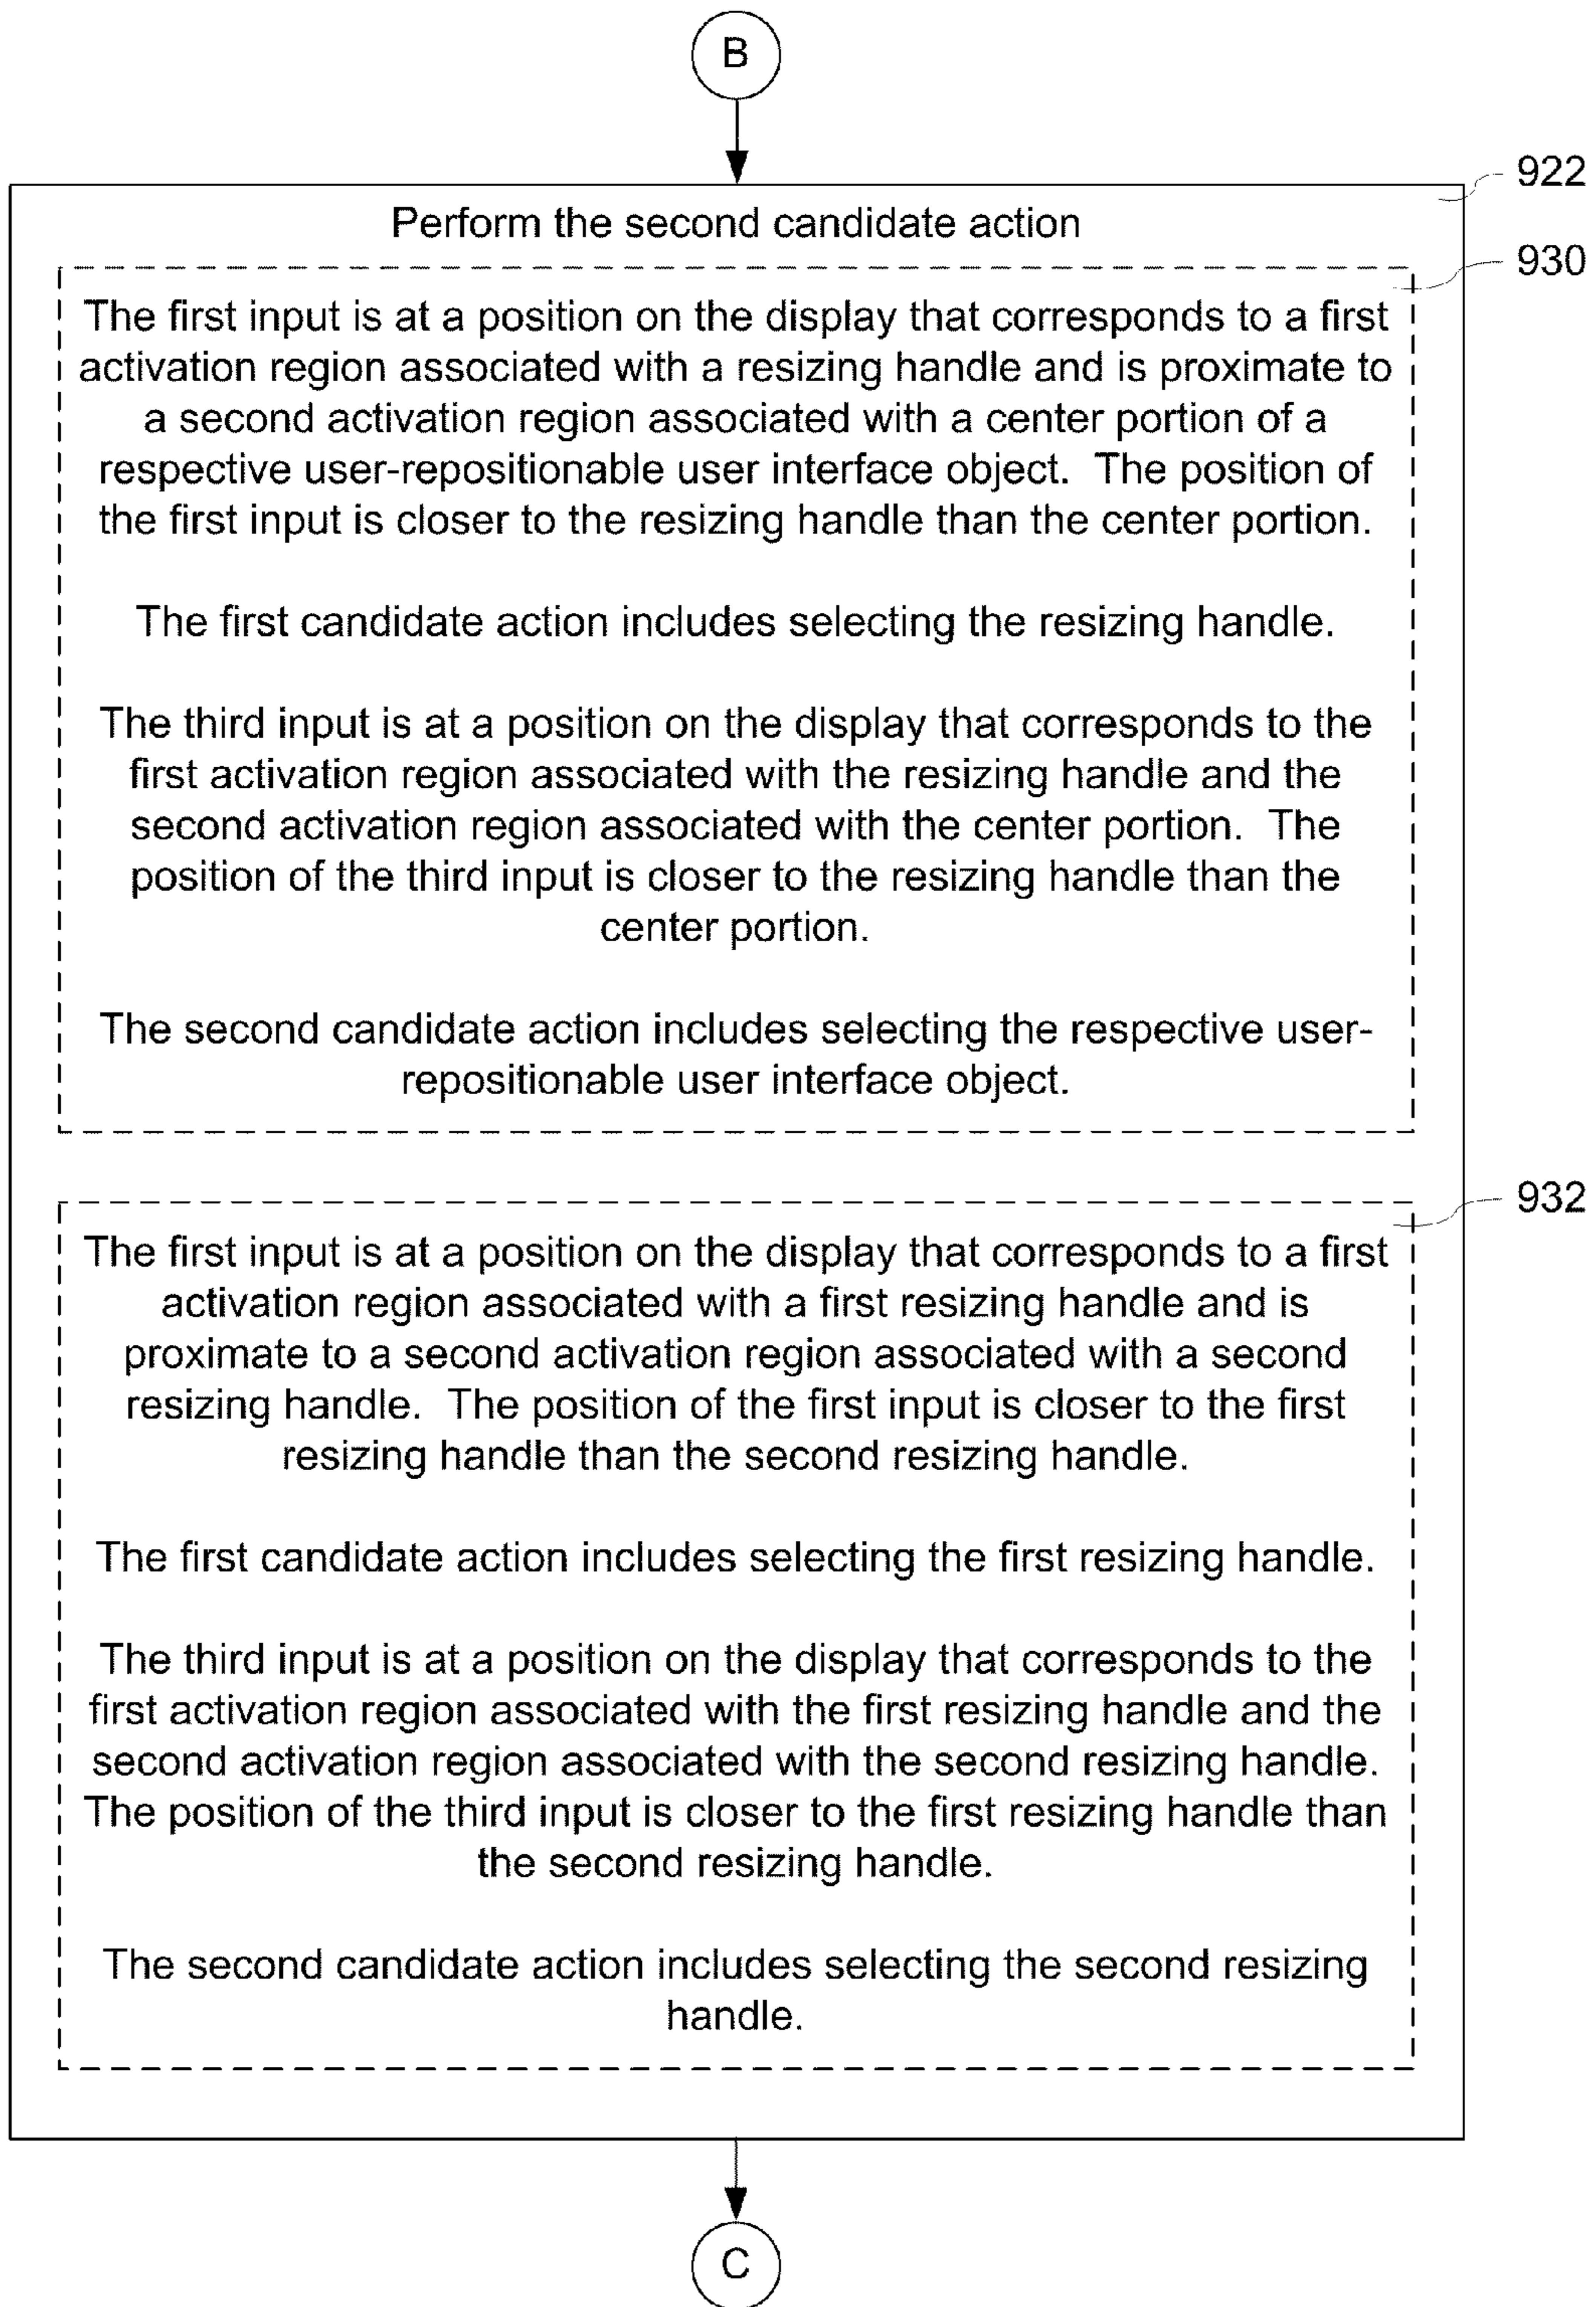 B
922
Perform the second candidate action
930
The first input is at a position on the display that corresponds to a first
activation region associated with a resizing handle and is proximate to
a second activation region associated with a center portion of a
respective user-repositionable user interface object.  The position of
the first input is closer to the resizing handle than the center portion.
The first candidate action includes selecting the resizing handle.
The third input is at a position on the display that corresponds to the
first activation region associated with the resizing handle and the
second activation region associated with the center portion.  The
position of the third input is closer to the resizing handle than the
center portion.
The second candidate action includes selecting the respective user-
repositionable user interface object.
932
The first input is at a position on the display that corresponds to a first
activation region associated with a first resizing handle and is
proximate to a second activation region associated with a second
resizing handle.  The position of the first input is closer to the first
resizing handle than the second resizing handle.
The first candidate action includes selecting the first resizing handle.
The third input is at a position on the display that corresponds to the
first activation region associated with the first resizing handle and the
second activation region associated with the second resizing handle.
The position of the third input is closer to the first resizing handle than
the second resizing handle.
The second candidate action includes selecting the second resizing
handle.
C